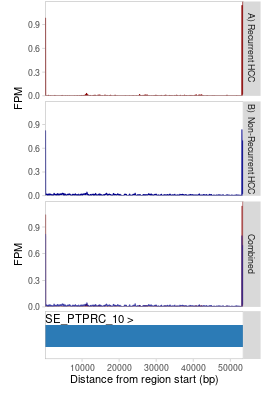 0.9
0.6
0.3
0.0
FPM
A) Recurrent HCC
0.9
0.6
0.3
0.0
FPM
B) Non-Recurrent HCC
0.9
0.6
0.3
0.0
FPM
Combined
SE_PTPRC_10 >
10000 20000 30000 40000 50000
Distance from region start (bp)